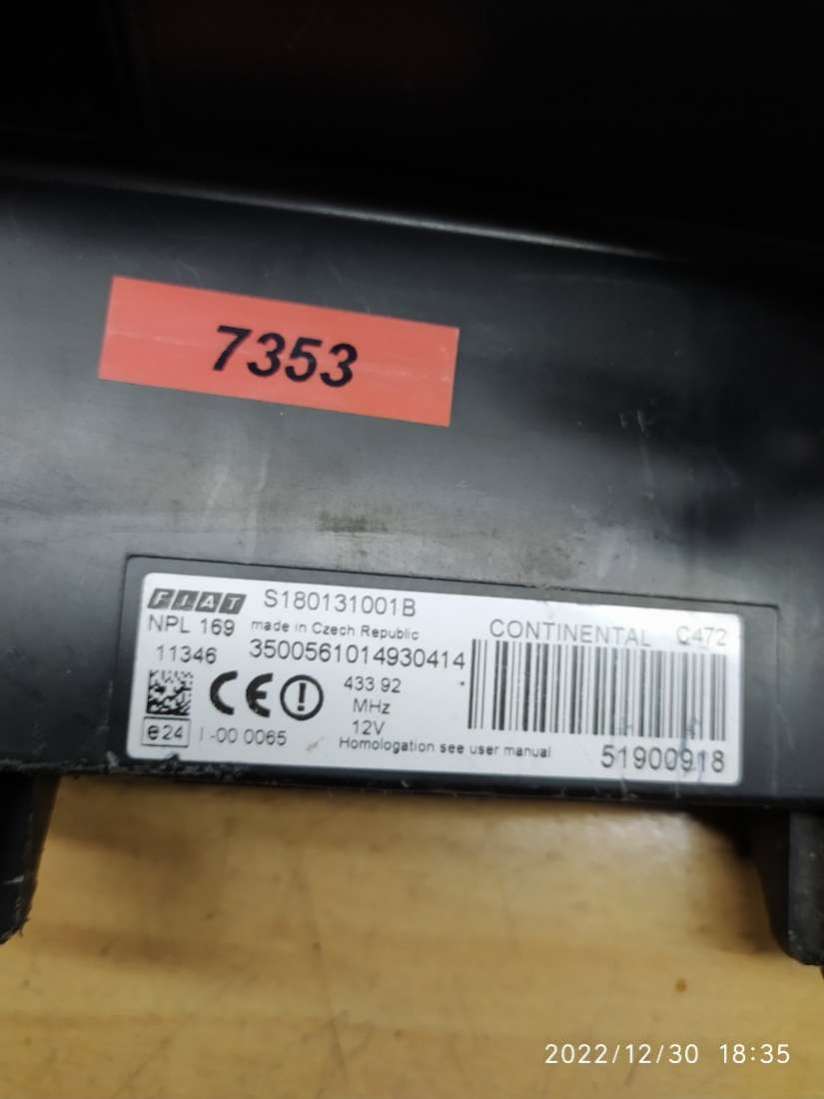 7353
FIAT S180131001B
NPL 169 made in Czech Republic CONTINENTAL C472
11346 3500561014930414
CE 433 92
MHz
12V
e24 I -00 0065 Homologation see user manual 51900918
2022/12/30 18:35